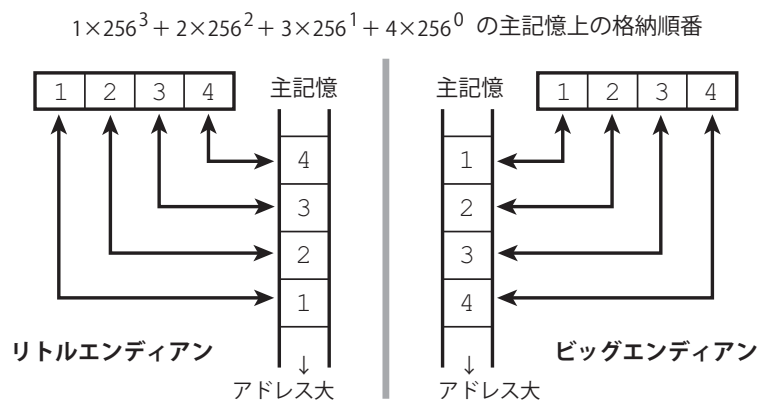 1×256³ + 2×256² + 3×256¹ + 4×256⁰ の主記憶上の格納順番
1 2 3 4
主記憶
4
3
2
1
リトルエンディアン
↓
アドレス大
主記憶
1 2 3 4
1
2
3
4
ビッグエンディアン
↓
アドレス大